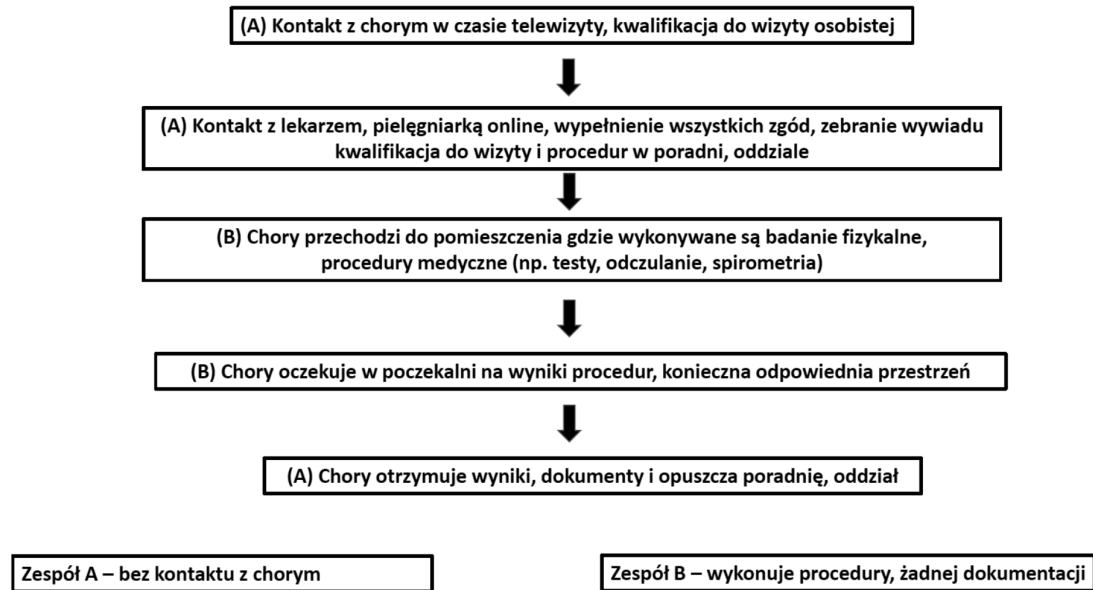 (A) Kontakt z chorym w czasie telewizyty, kwalifikacja do wizyty osobistej
(A) Kontakt z lekarzem, pielęgniarką online, wypełnienie wszystkich zgód, zebranie wywiadu
kwalifikacja do wizyty i procedur w poradni, oddziale
(B) Chory przechodzi do pomieszczenia gdzie wykonywane są badanie fizykalne,
procedury medyczne (np. testy, odczulanie, spirometria)
(B) Chory oczekuje w poczekalni na wyniki procedur, konieczna odpowiednia przestrzeń
(A) Chory otrzymuje wyniki, dokumenty i opuszcza poradnię, oddział
Zespół A – bez kontaktu z chorym
Zespół B – wykonuje procedury, żadnej dokumentacji